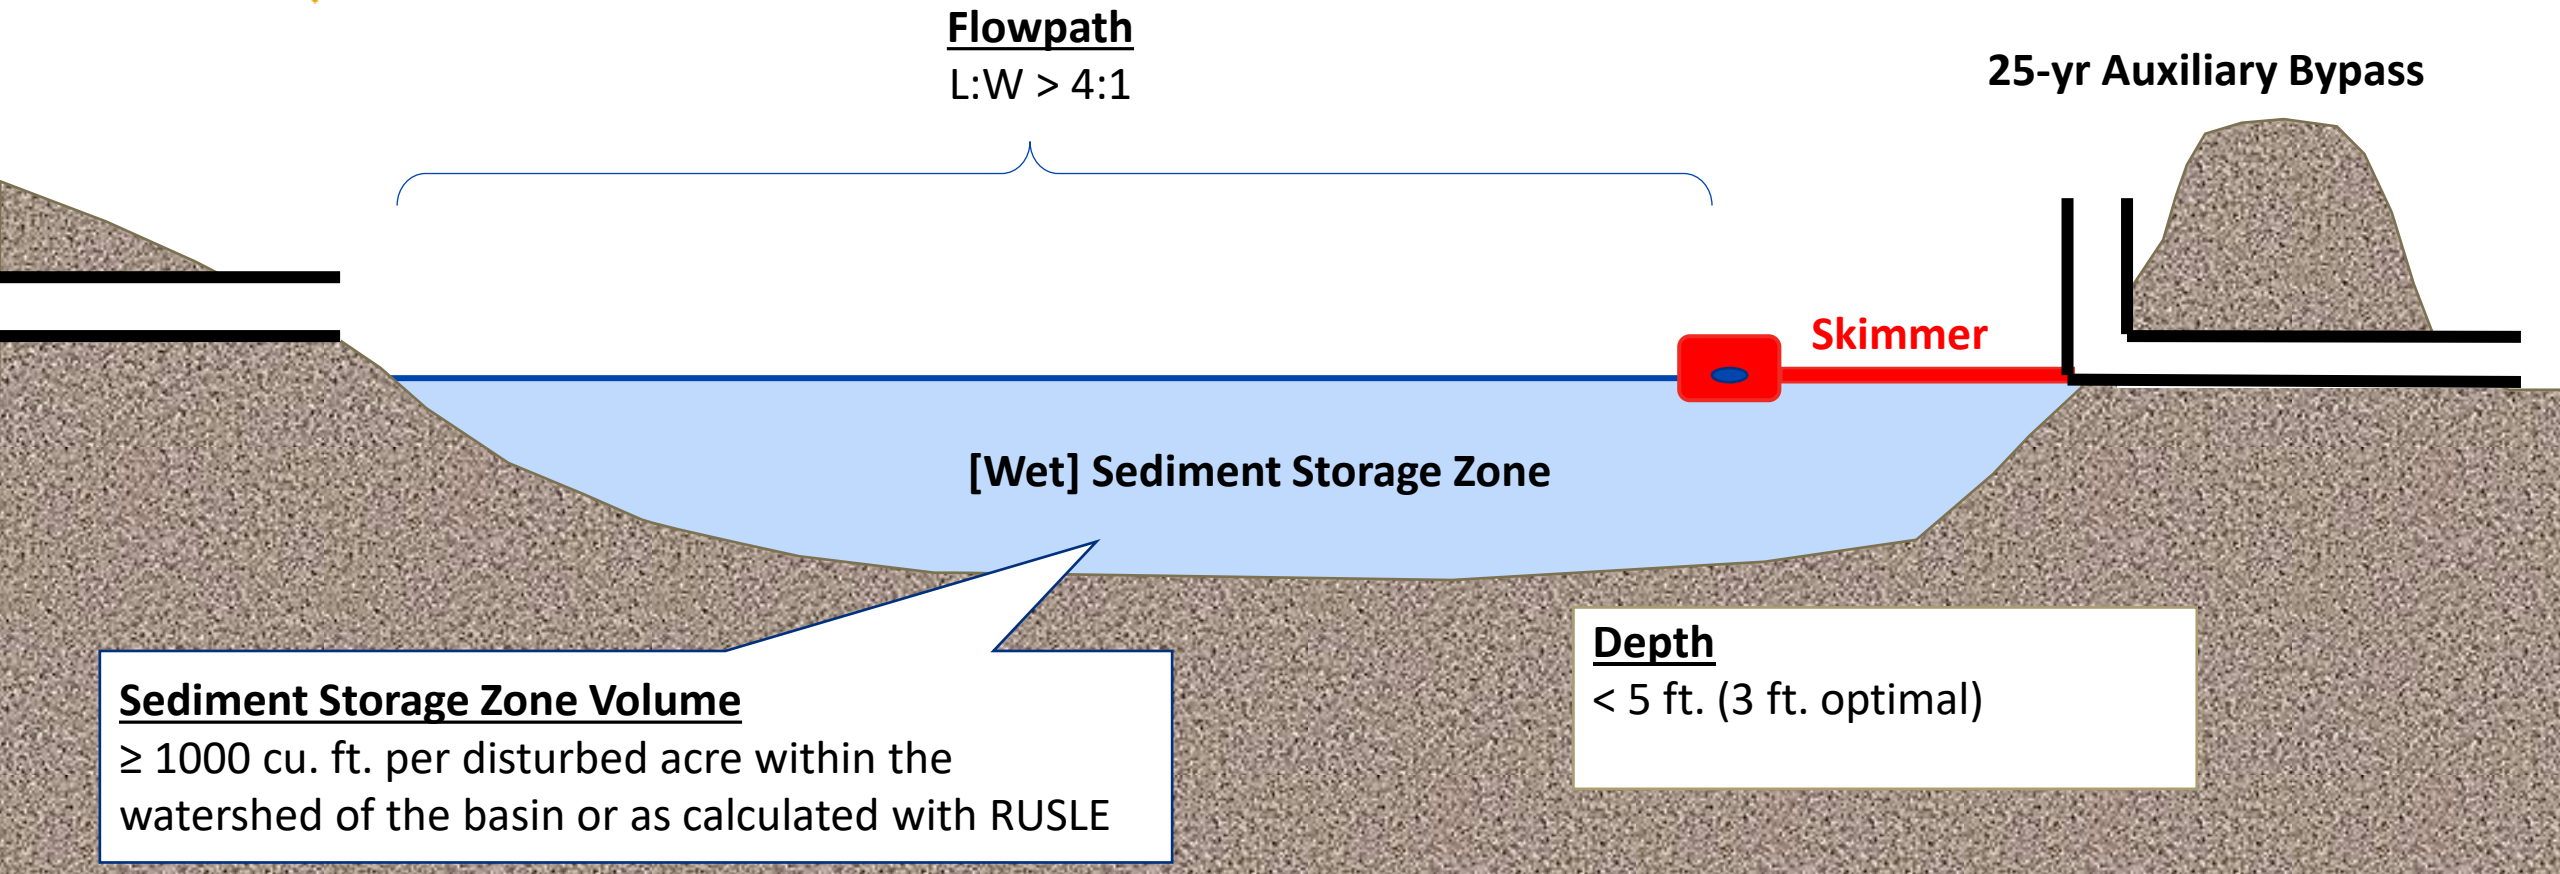 Flowpath
L:W > 4:1
25-yr Auxiliary Bypass
Skimmer
[Wet] Sediment Storage Zone
Sediment Storage Zone Volume
≥ 1000 cu. ft. per disturbed acre within the
watershed of the basin or as calculated with RUSLE
Depth
< 5 ft. (3 ft. optimal)